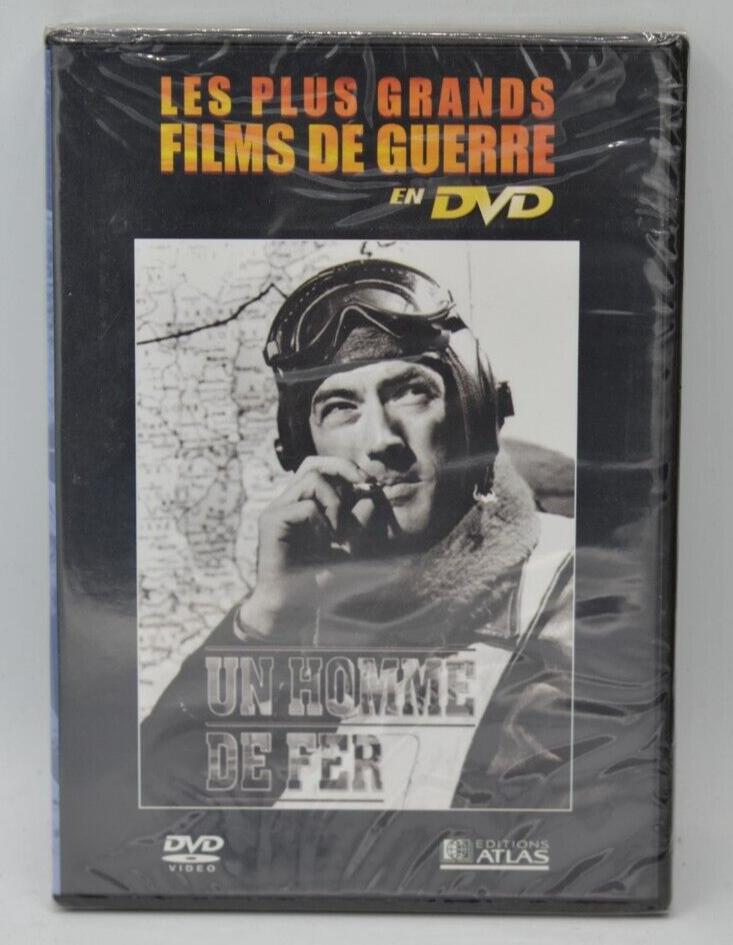 LES PLUS GRANDS
FILMS DE GUERRE
EN DVD
UN HOMME
DE FER
DVD
VIDEO
EDITIONS
ATLAS